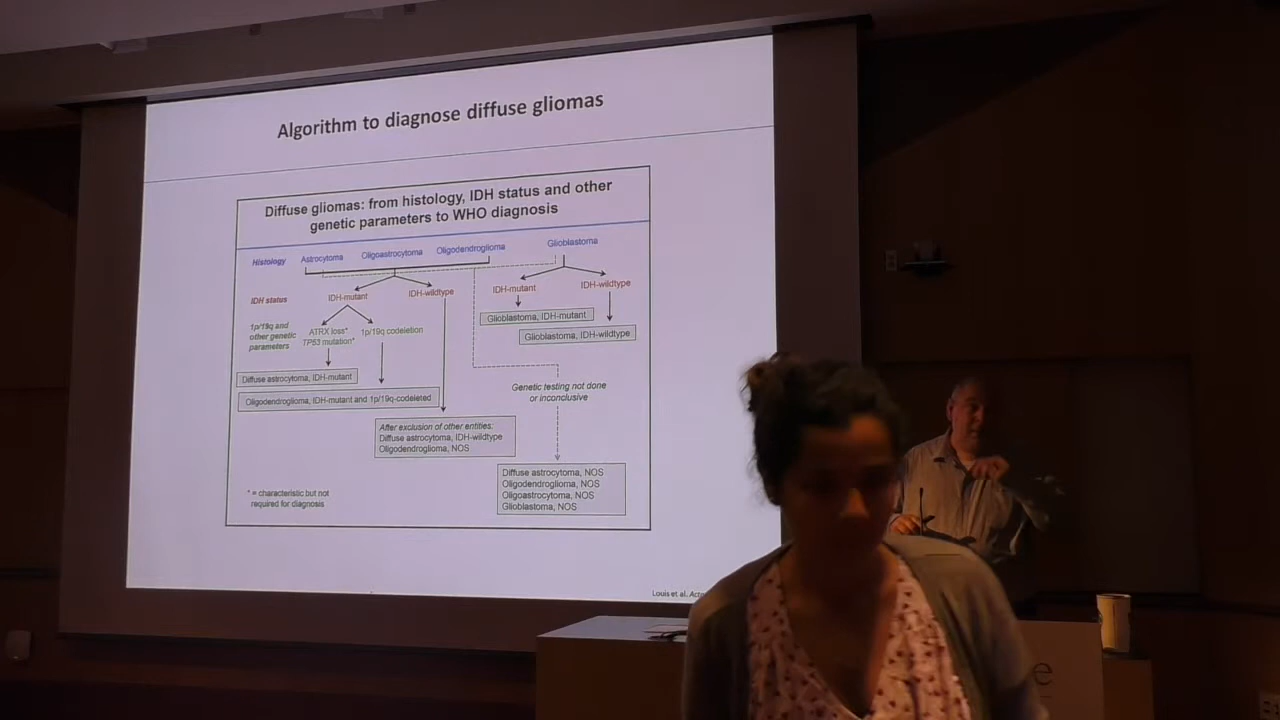 Algorithm to diagnose diffuse gliomas
Diffuse gliomas: from histology, IDH status and other
genetic parameters to WHO diagnosis
Histology Astrocytoma Oligoastrocytoma Oligodendroglioma Glioblastoma
IDH status IDH-mutant IDH-wildtype IDH-mutant IDH-wildtype
Glioblastoma, IDH-mutant
Glioblastoma, IDH-wildtype
1p/19q and
other genetic
parameters
ATRX loss*
TP53 mutation*
1p/19q codeletion
Diffuse astrocytoma, IDH-mutant
Oligodendroglioma, IDH-mutant and 1p/19q-codeleted
Genetic testing not done
or inconclusive
After exclusion of other entities:
Diffuse astrocytoma, IDH-wildtype
Oligodendroglioma, NOS
Diffuse astrocytoma, NOS
Oligodendroglioma, NOS
Oligoastrocytoma, NOS
Glioblastoma, NOS
* = characteristic but not
required for diagnosis
Louis et al.
e